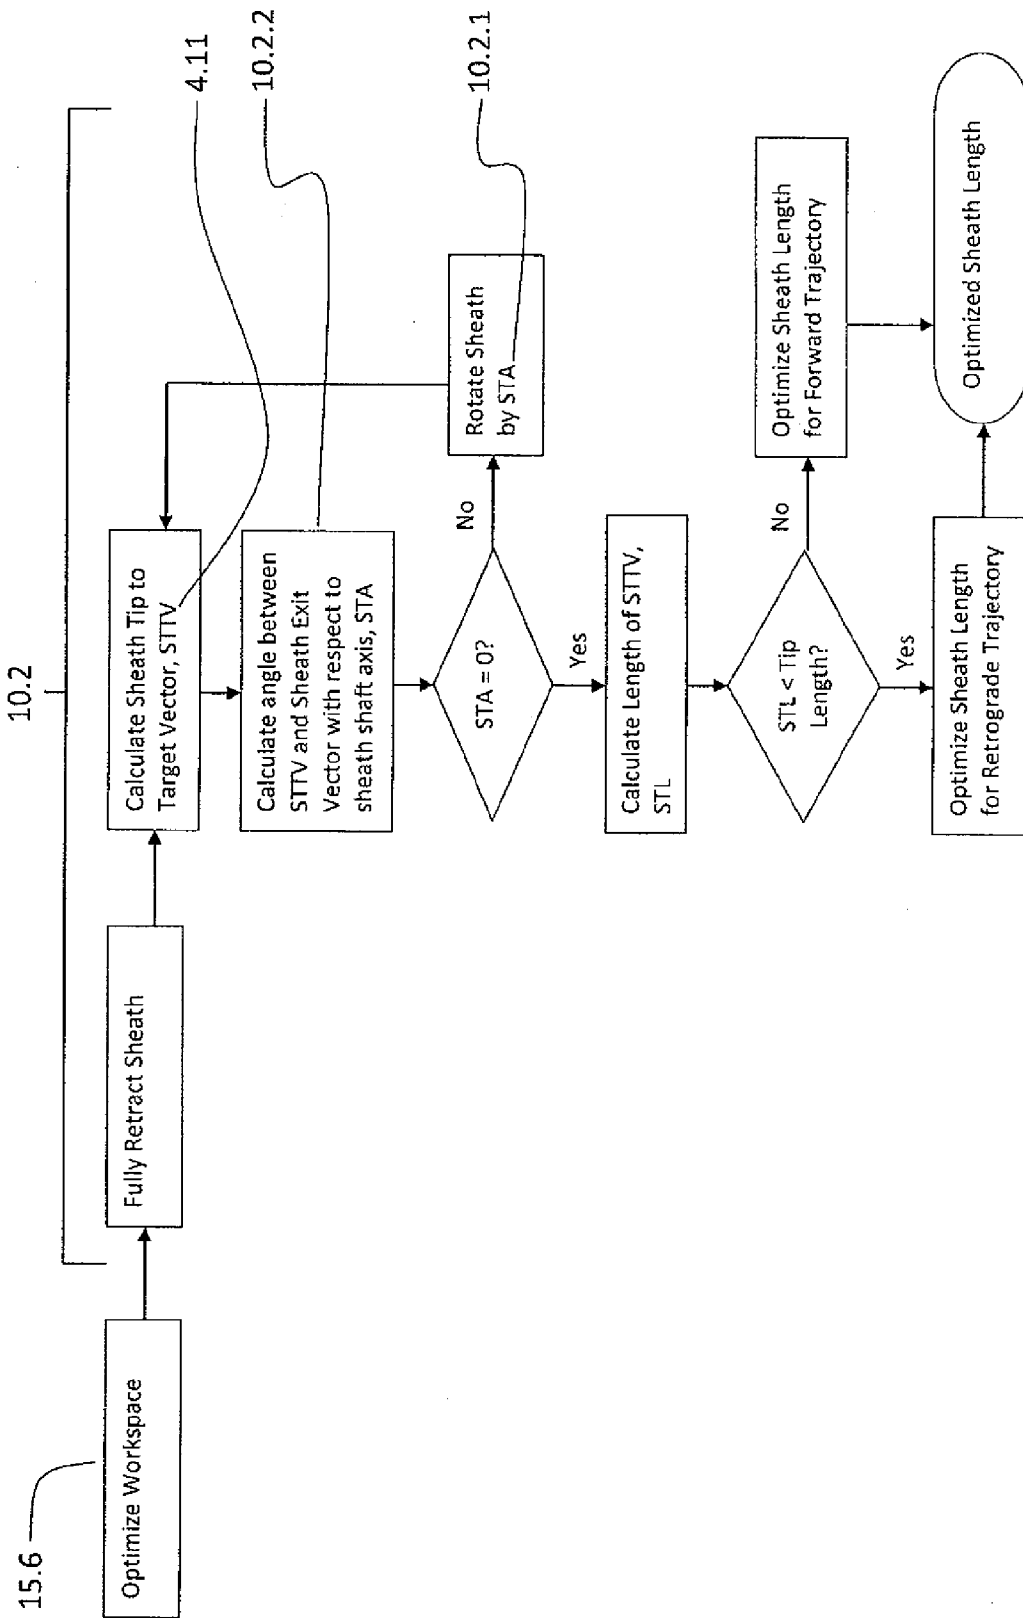 10.2
15.6
Optimize Workspace
Fully Retract Sheath
Calculate Sheath Tip to
Target Vector, STTV
4.11
Calculate angle between
STTV and Sheath Exit
Vector with respect to
sheath shaft axis, STA
10.2.2
STA = 0?
No
Rotate Sheath
by STA
10.2.1
Yes
Calculate Length of STTV,
STL
STL < Tip
Length?
No
Optimize Sheath Length
for Forward Trajectory
Yes
Optimize Sheath Length
for Retrograde Trajectory
Optimized Sheath Length